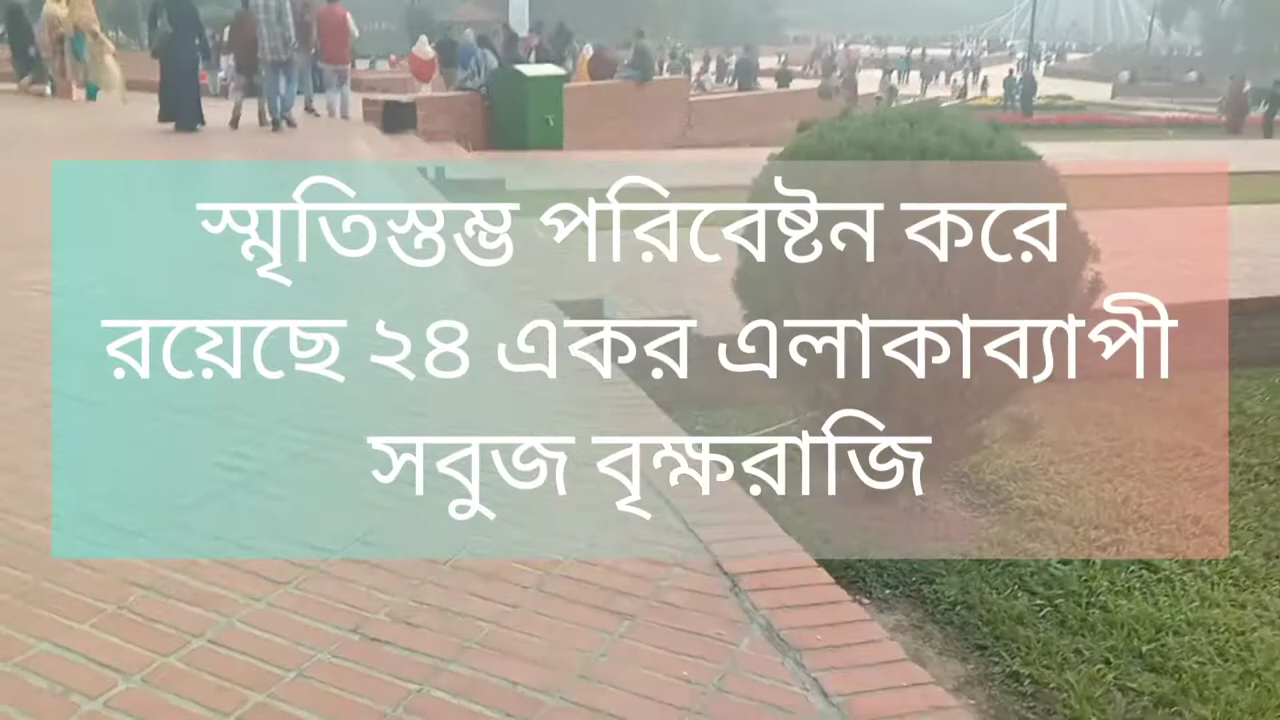 স্মৃতিস্তম্ভ পরিবেষ্টন করে
রয়েছে ২৪ একর এলাকাব্যাপী
সবুজ বৃক্ষরাজি